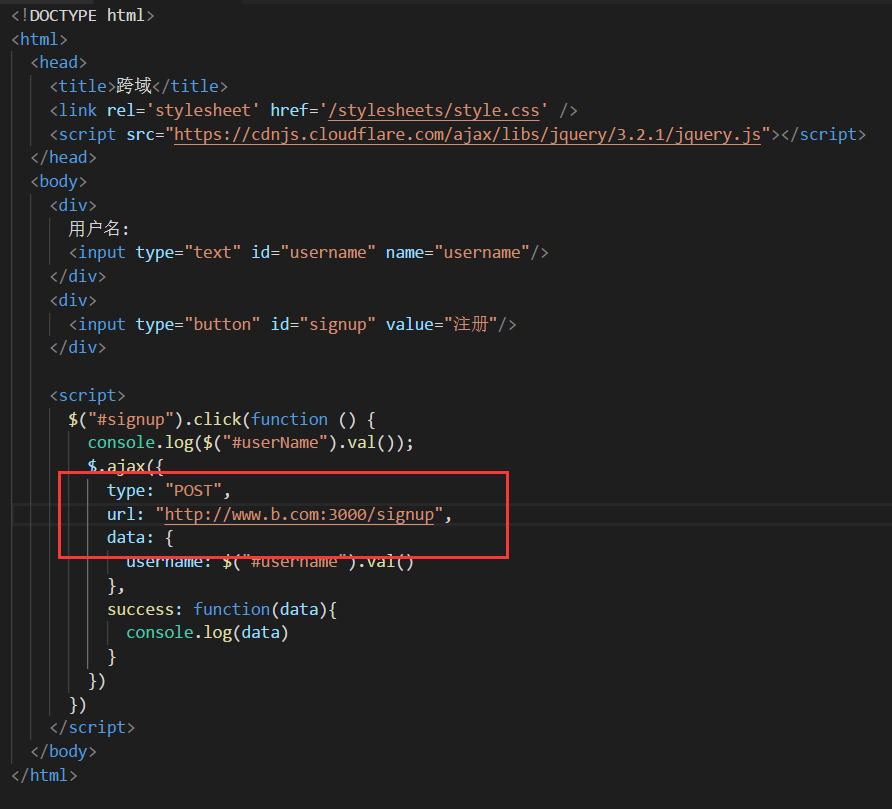 <!DOCTYPE html>
<html>
<head>
<title>跨域</title>
<link rel='stylesheet' href='/stylesheets/style.css' />
<script src="https://cdnjs.cloudflare.com/ajax/libs/jquery/3.2.1/jquery.js"></script>
</head>
<body>
<div>
用户名:
<input type="text" id="username" name="username"/>
</div>
<div>
<input type="button" id="signup" value="注册"/>
</div>
<script>
$("#signup").click(function () {
console.log($("#userName").val());
$.ajax({
type: "POST",
url: "http://www.b.com:3000/signup",
data: {
username: $("#username").val()
},
success: function(data){
console.log(data)
}
})
})
</script>
</body>
</html>